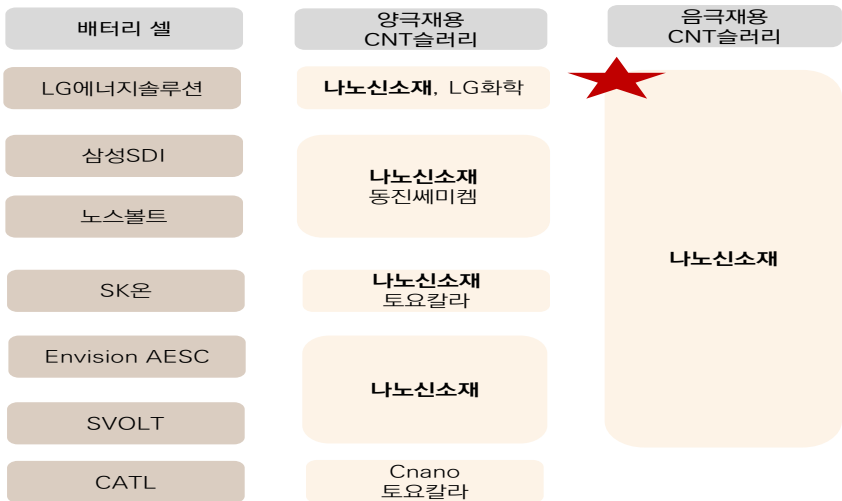 배터리 셀
양극재용
CNT슬러리
음극재용
CNT슬러리
LG에너지솔루션
나노신소재, LG화학
삼성SDI
나노신소재
동진쎄미켐
노스볼트
나노신소재
SK온
나노신소재
토요칼라
Envision AESC
나노신소재
SVOLT
CATL
Cnano
토요칼라